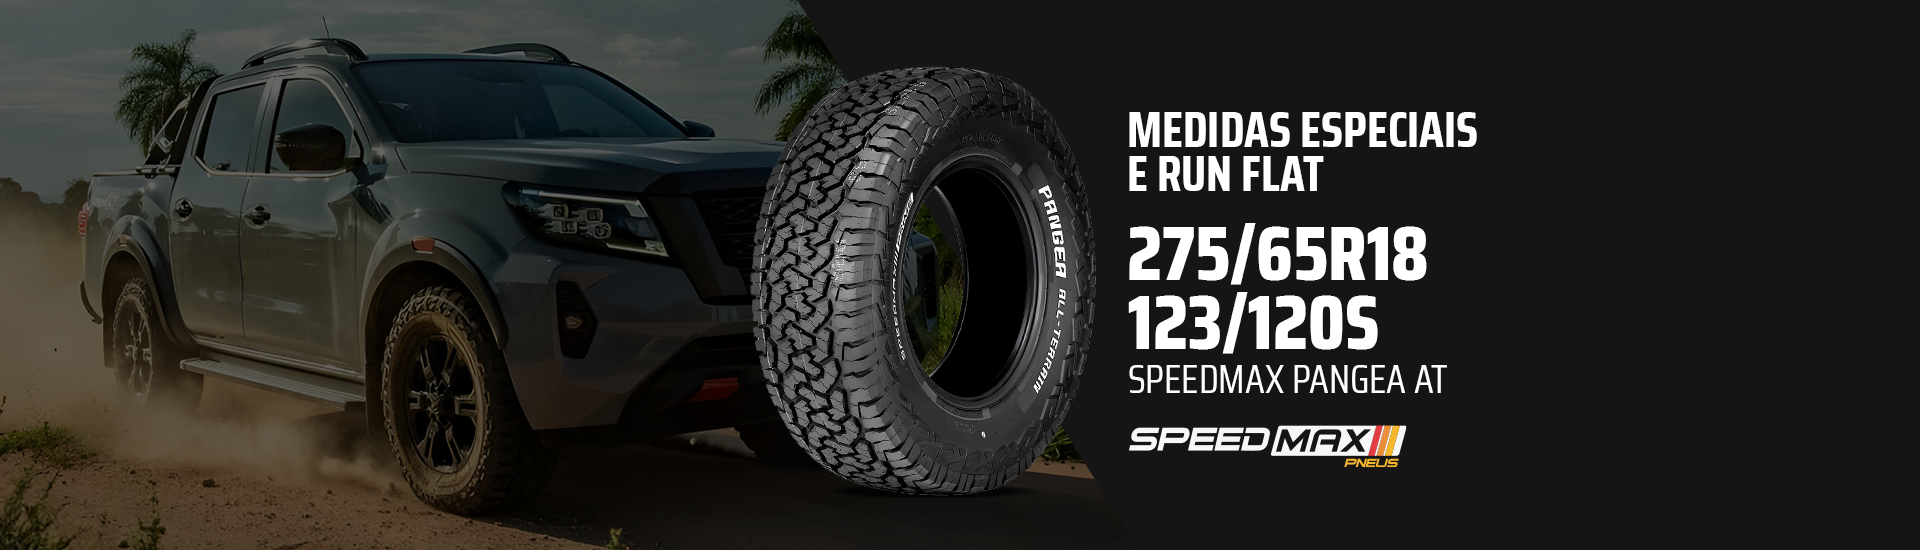 MEDIDAS ESPECIAIS
E RUN FLAT
275/65R18
123/120S
SPEEDMAX PANGEA AT
SPEEDMAX
PNEUS
PANGEA ALL-TERRAIN